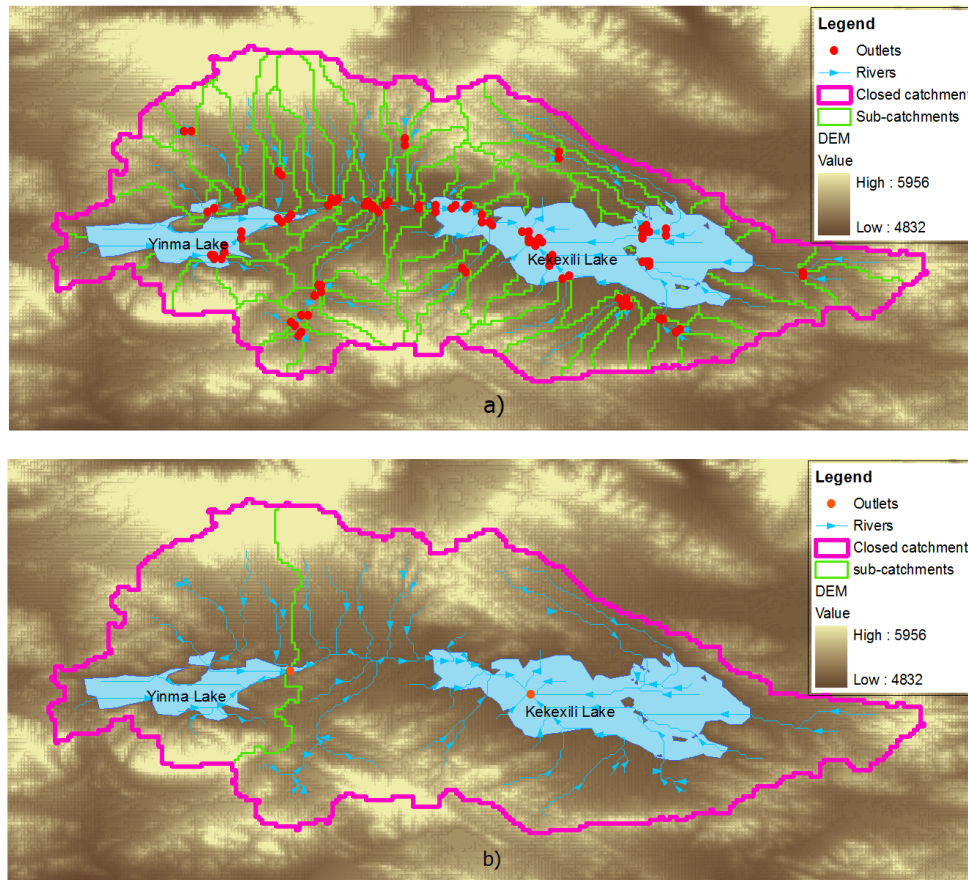 Legend
Outlets
Rivers
Closed catchment
Sub-catchments
DEM
Value
High : 5956
Low : 4832
Yinma Lake
Kekexili Lake
a)
Legend
Outlets
Rivers
Closed catchment
sub-catchments
DEM
Value
High : 5956
Low : 4832
Yinma Lake
Kekexili Lake
b)